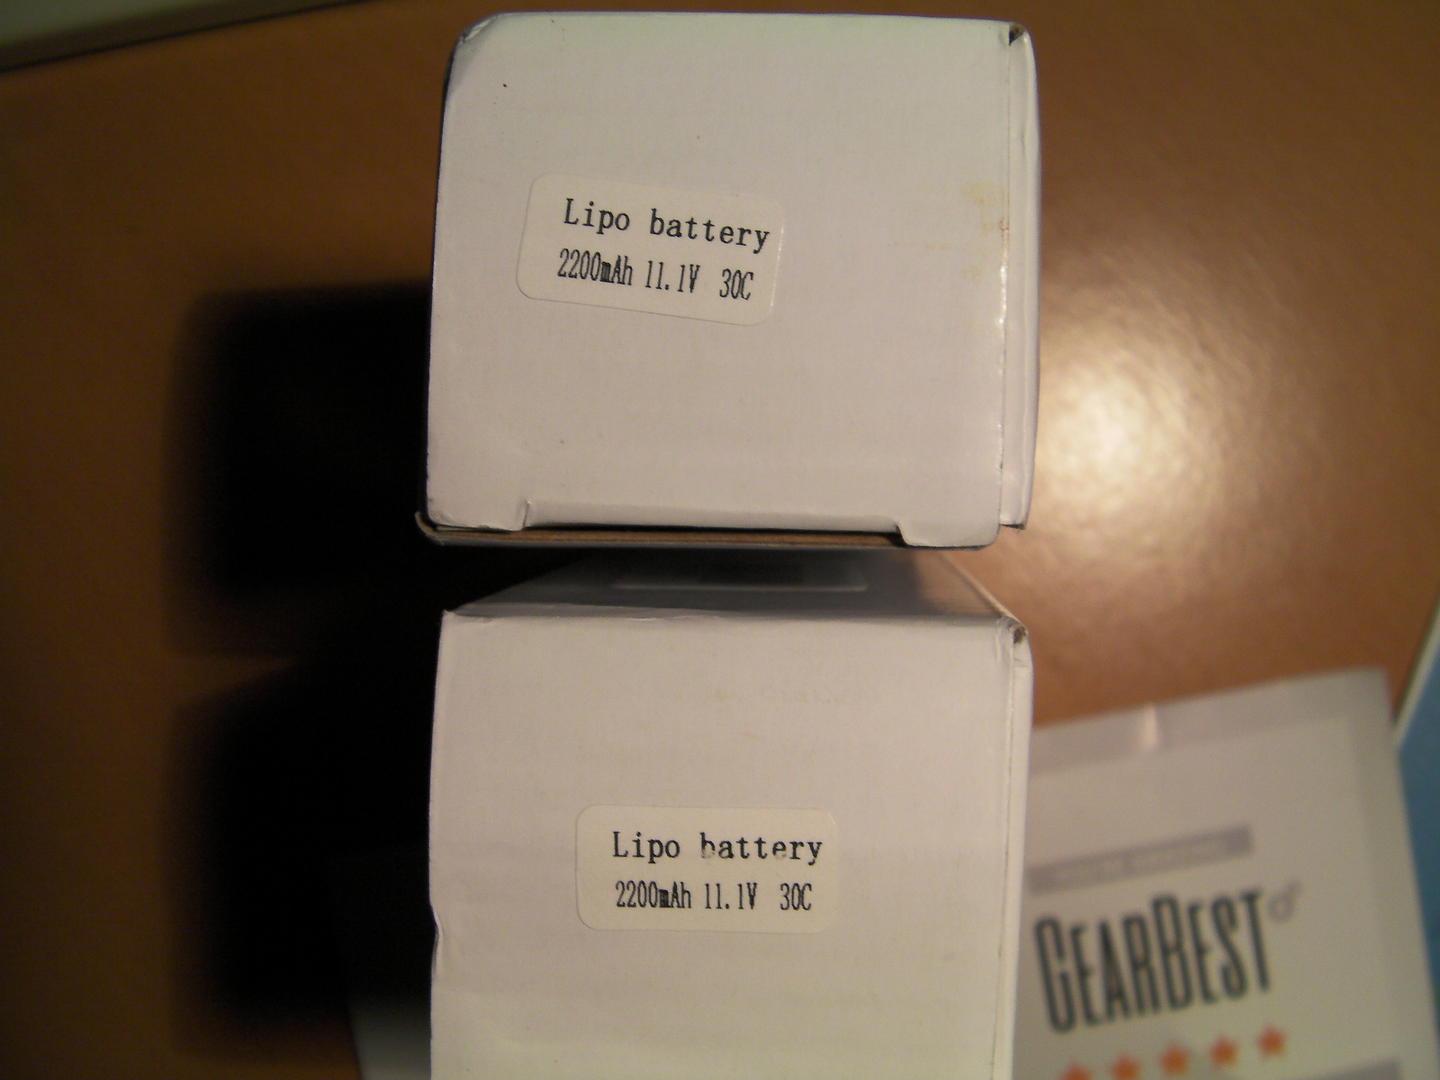 Lipo battery
2200mAh 11.1V 30C
Lipo battery
2200mAh 11.1V 30C
GEARBEST